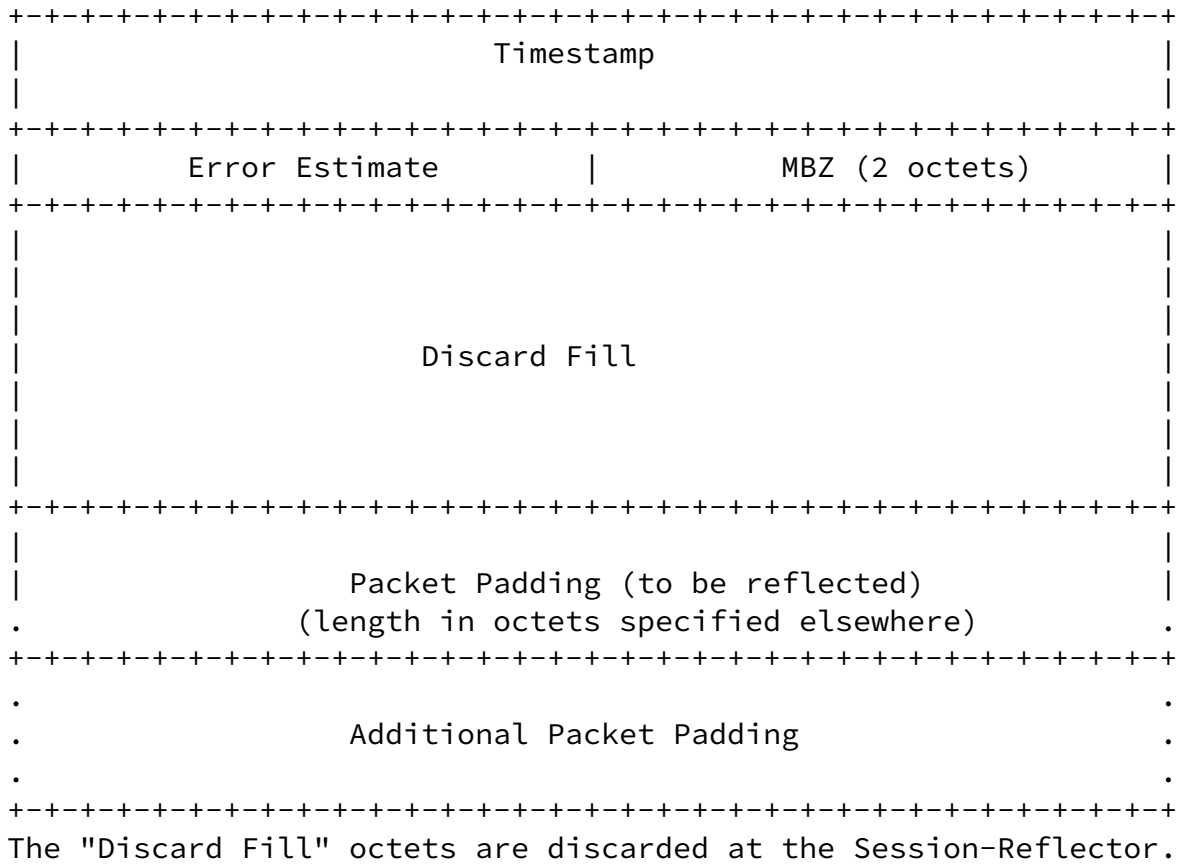 +-+-+-+-+-+-+-+-+-+-+-+-+-+-+-+-+-+-+-+-+-+-+-+-+-+-+-+-+-+-+-+-+
|                          Timestamp                            |
|                                                               |
+-+-+-+-+-+-+-+-+-+-+-+-+-+-+-+-+-+-+-+-+-+-+-+-+-+-+-+-+-+-+-+-+
|         Error Estimate        |          MBZ (2 octets)       |
+-+-+-+-+-+-+-+-+-+-+-+-+-+-+-+-+-+-+-+-+-+-+-+-+-+-+-+-+-+-+-+-+
|                                                               |
|                                                               |
|                                                               |
|                      Discard Fill                             |
|                                                               |
|                                                               |
|                                                               |
+-+-+-+-+-+-+-+-+-+-+-+-+-+-+-+-+-+-+-+-+-+-+-+-+-+-+-+-+-+-+-+-+
|                                                               |
|                  Packet Padding (to be reflected)             |
.               (length in octets specified elsewhere)          .
+-+-+-+-+-+-+-+-+-+-+-+-+-+-+-+-+-+-+-+-+-+-+-+-+-+-+-+-+-+-+-+-+
.                                                               .
.                  Additional Packet Padding                    .
.                                                               .
+-+-+-+-+-+-+-+-+-+-+-+-+-+-+-+-+-+-+-+-+-+-+-+-+-+-+-+-+-+-+-+-+
The "Discard Fill" octets are discarded at the Session-Reflector.